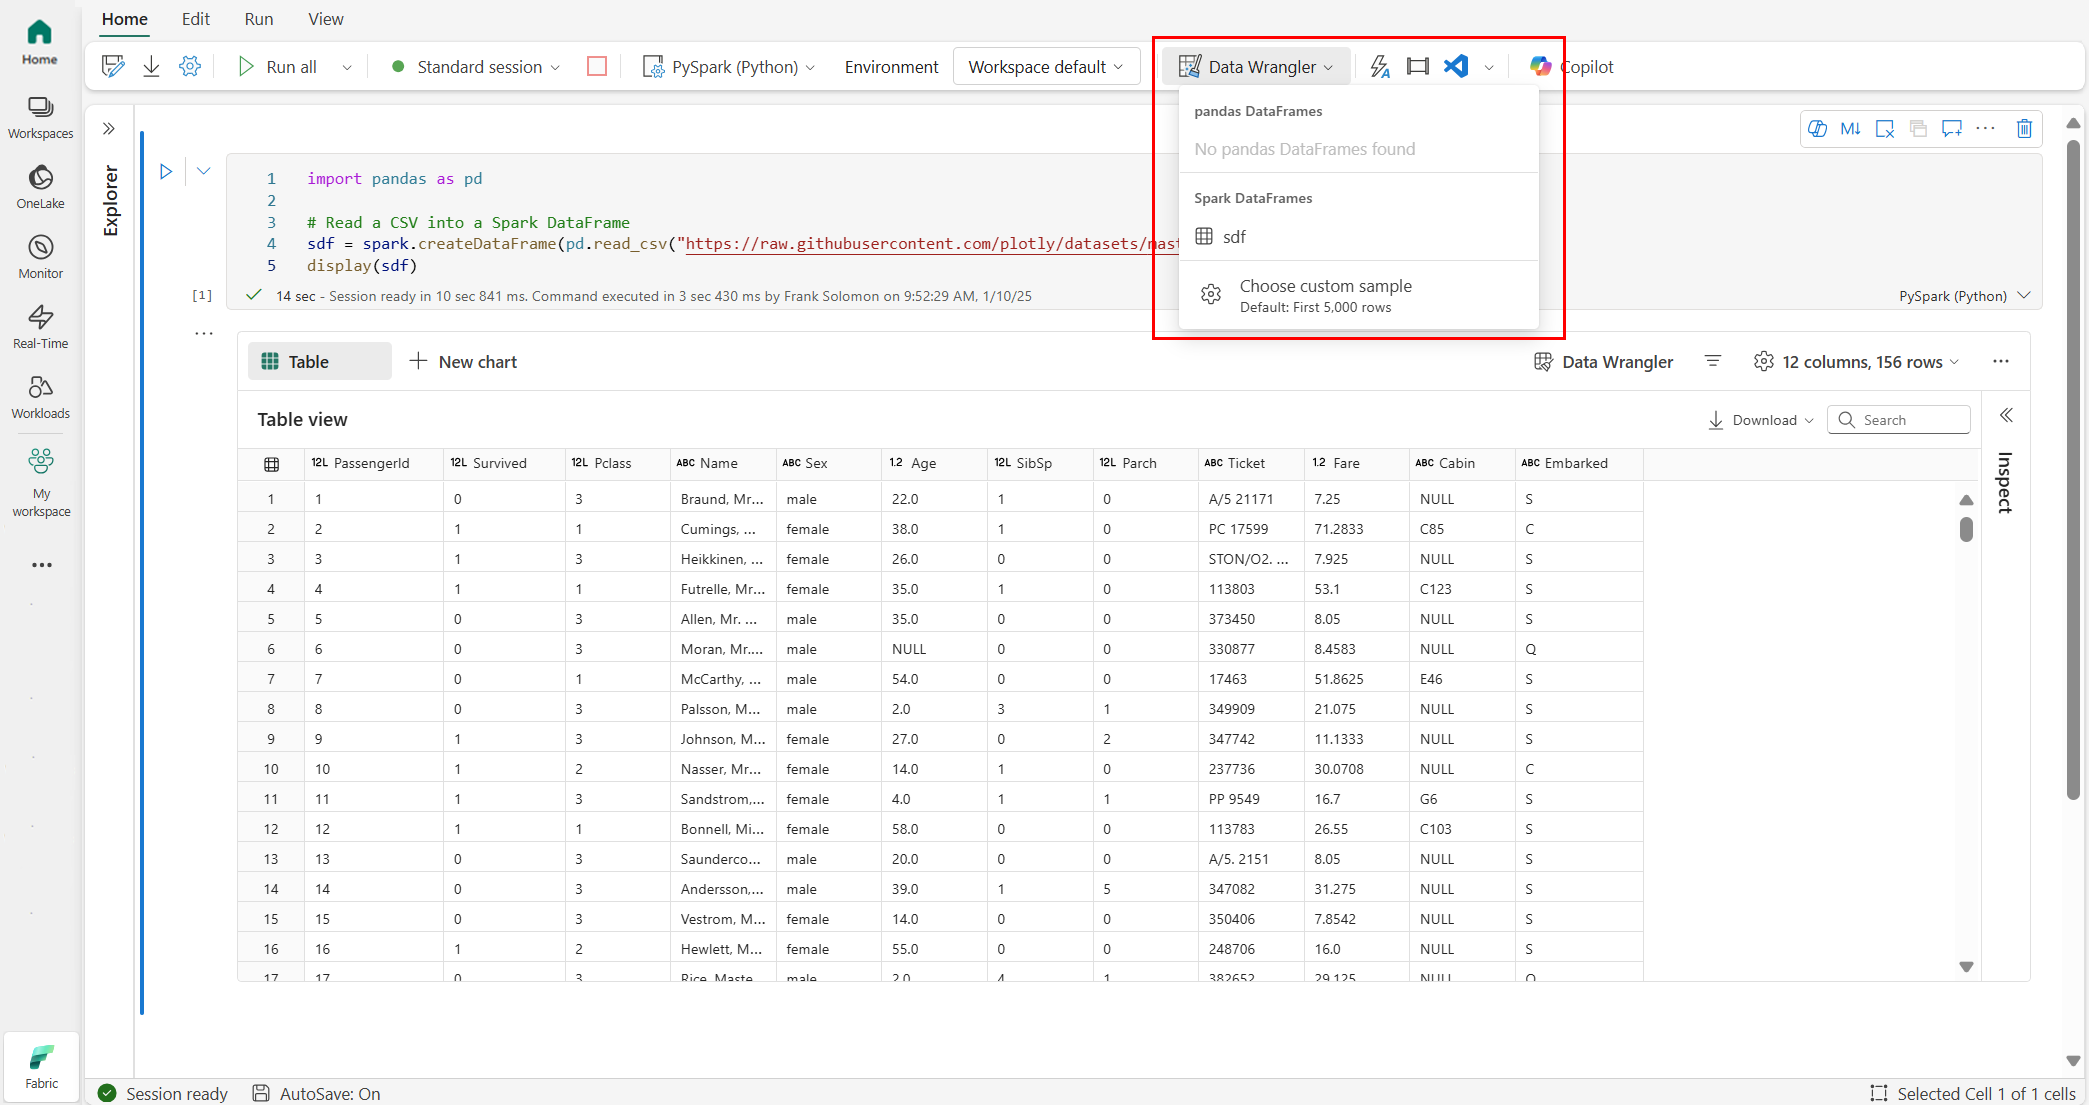 Home Edit Run View
Run all Standard session PySpark (Python) Environment Workspace default Data Wrangler Copilot
Home
Workspaces
OneLake
Monitor
Real-Time
Workloads
My
workspace
Fabric
Explorer
pandas DataFrames
No pandas DataFrames found
Spark DataFrames
sdf
Choose custom sample
Default: First 5,000 rows
M↓
1 import pandas as pd
2
3 # Read a CSV into a Spark DataFrame
4 sdf = spark.createDataFrame(pd.read_csv("https://raw.githubusercontent.com/plotly/datasets/mast
5 display(sdf)
[1] 14 sec - Session ready in 10 sec 841 ms. Command executed in 3 sec 430 ms by Frank Solomon on 9:52:29 AM, 1/10/25 PySpark (Python)
Table New chart Data Wrangler 12 columns, 156 rows
Table view Download Search
Inspect
12L PassengerId 12L Survived 12L Pclass ABC Name ABC Sex 1.2 Age 12L SibSp 12L Parch ABC Ticket 1.2 Fare ABC Cabin ABC Embarked
1 1 0 3 Braund, Mr... male 22.0 1 0 A/5 21171 7.25 NULL S
2 2 1 1 Cumings, ... female 38.0 1 0 PC 17599 71.2833 C85 C
3 3 1 3 Heikkinen, ... female 26.0 0 0 STON/O2. ... 7.925 NULL S
4 4 1 1 Futrelle, Mr... female 35.0 1 0 113803 53.1 C123 S
5 5 0 3 Allen, Mr. ... male 35.0 0 0 373450 8.05 NULL S
6 6 0 3 Moran, Mr.... male NULL 0 0 330877 8.4583 NULL Q
7 7 0 1 McCarthy, ... male 54.0 0 0 17463 51.8625 E46 S
8 8 0 3 Palsson, M... male 2.0 3 1 349909 21.075 NULL S
9 9 1 3 Johnson, M... female 27.0 0 2 347742 11.1333 NULL S
10 10 1 2 Nasser, Mr... female 14.0 1 0 237736 30.0708 NULL C
11 11 1 3 Sandstrom,... female 4.0 1 1 PP 9549 16.7 G6 S
12 12 1 1 Bonnell, Mi... female 58.0 0 0 113783 26.55 C103 S
13 13 0 3 Saunderco... male 20.0 0 0 A/5. 2151 8.05 NULL S
14 14 0 3 Andersson,... male 39.0 1 5 347082 31.275 NULL S
15 15 0 3 Vestrom, M... female 14.0 0 0 350406 7.8542 NULL S
16 16 1 2 Hewlett, M... female 55.0 0 0 248706 16.0 NULL S
17 17 0 3 Rice, Maste male 2.0 4 1 382652 29.125 NULL Q
Session ready AutoSave: On Selected Cell 1 of 1 cells